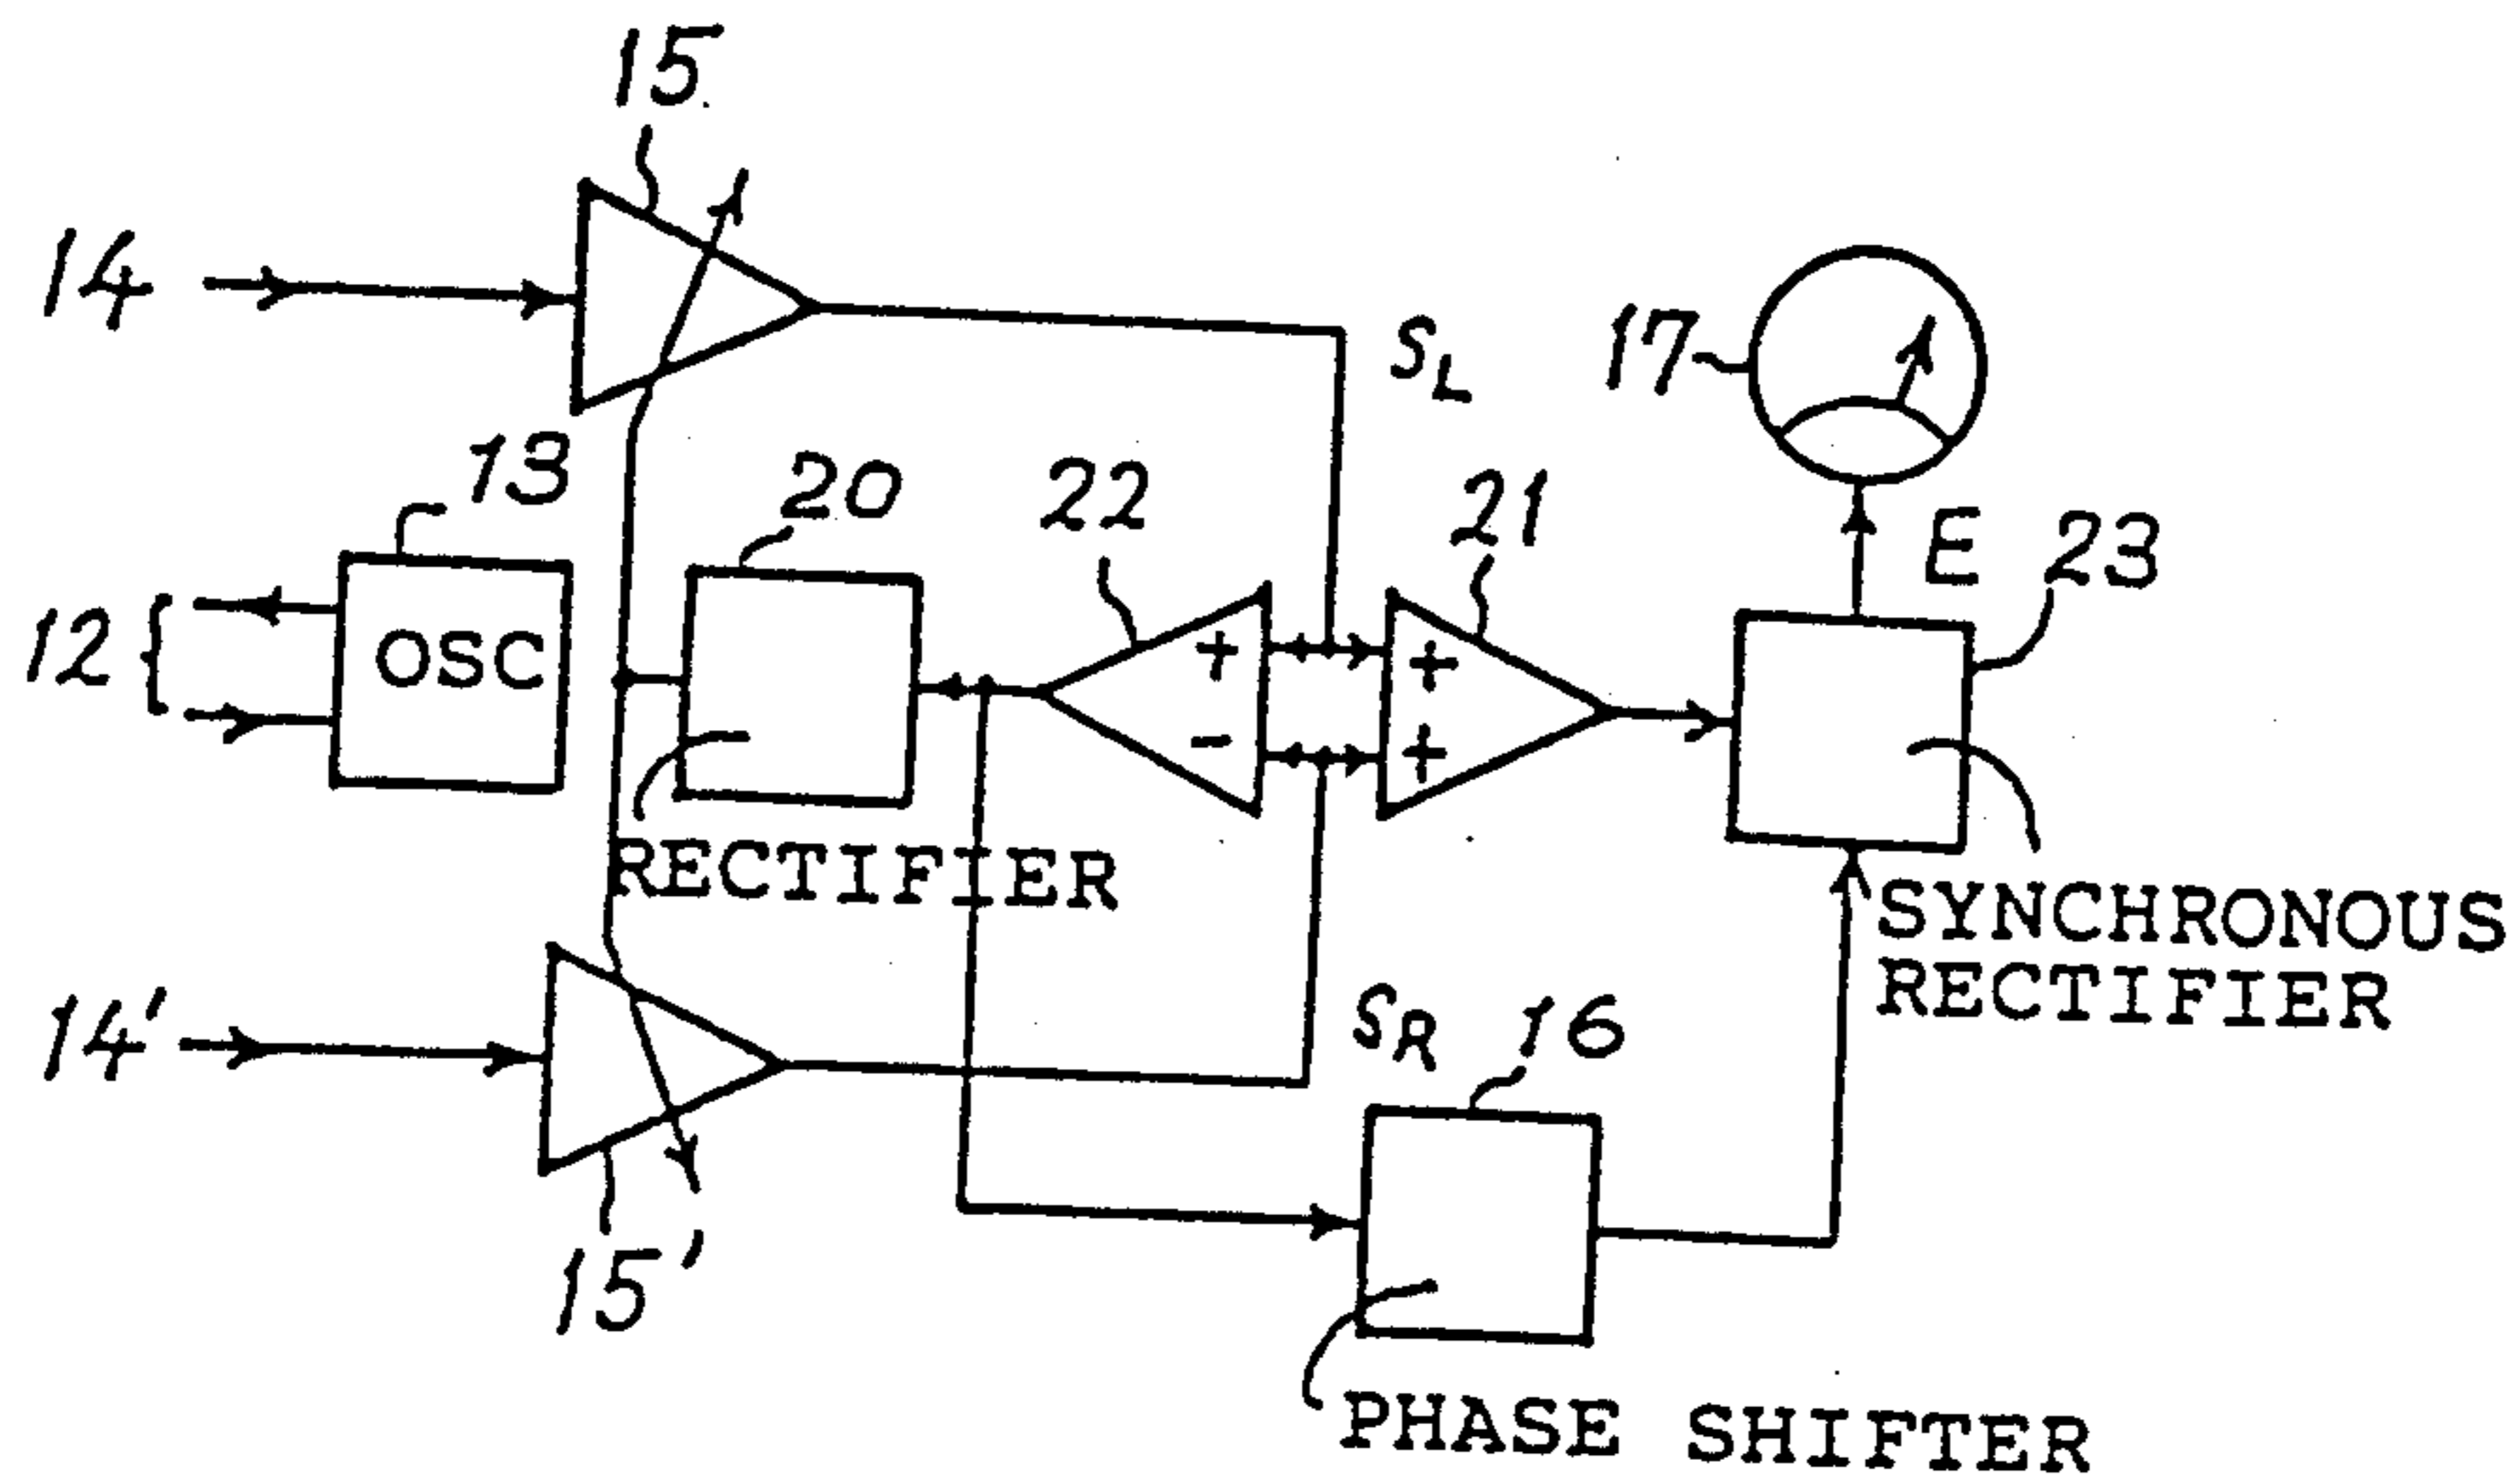 15
14
SL
17
13
20
22
21
E
23
12
OSC
+
+
-
+
RECTIFIER
SYNCHRONOUS
RECTIFIER
14'
SR
16
15'
PHASE SHIFTER